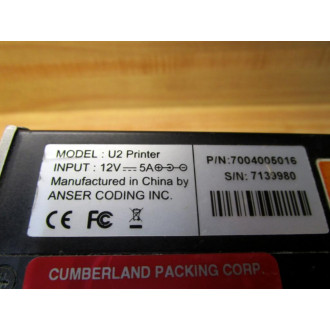 MODEL : U2 Printer
INPUT : 12V⎓5A
Manufactured in China by
ANSER CODING INC.
CE FC
P/N:7004005016
S/N: 7139980
CUMBERLAND PACKING CORP.